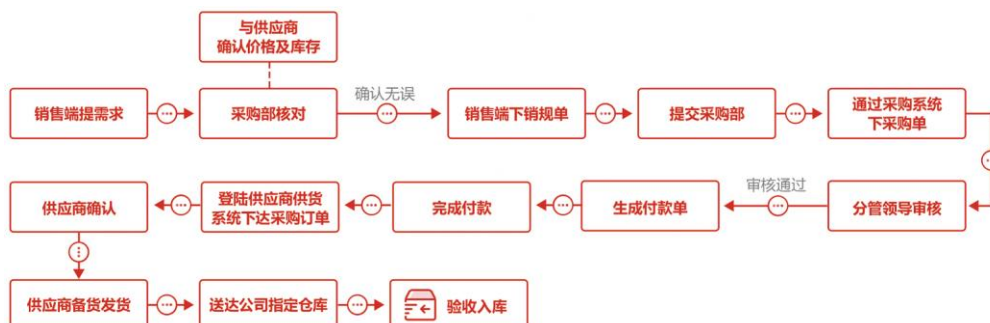 与供应商
确认价格及库存
销售端提需求
采购部核对
确认无误
销售端下销规单
提交采购部
通过采购系统
下采购单
供应商确认
登陆供应商供货
系统下达采购订单
完成付款
生成付款单
审核通过
分管领导审核
供应商备货发货
送达公司指定仓库
验收入库